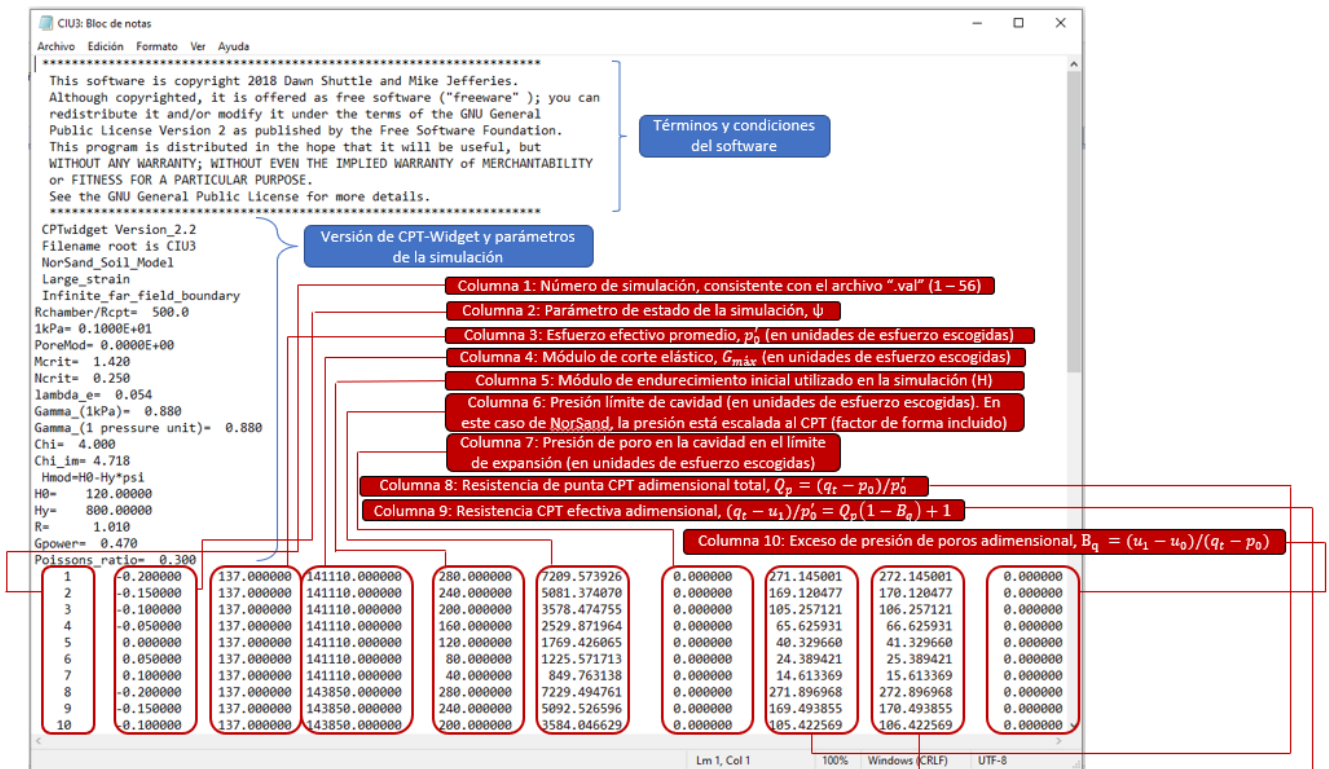 CIU3: Bloc de notas
Archivo Edición Formato Ver Ayuda
********************************************************************
This software is copyright 2018 Dawn Shuttle and Mike Jefferies.
Although copyrighted, it is offered as free software ("freeware" ); you can
redistribute it and/or modify it under the terms of the GNU General
Public License Version 2 as published by the Free Software Foundation.
This program is distributed in the hope that it will be useful, but
WITHOUT ANY WARRANTY; WITHOUT EVEN THE IMPLIED WARRANTY of MERCHANTABILITY
or FITNESS FOR A PARTICULAR PURPOSE.
See the GNU General Public License for more details.
********************************************************************
Términos y condiciones
del software
CPTwidget Version_2.2
Filename root is CIU3
NorSand_Soil_Model
Large_strain
Infinite_far_field_boundary
Rchamber/Rcpt= 500.0
1kPa= 0.1000E+01
PoreMod= 0.0000E+00
Mcrit= 1.420
Ncrit= 0.250
lambda_e= 0.054
Gamma_(1kPa)= 0.880
Gamma_(1 pressure unit)= 0.880
Chi= 4.000
Chi_im= 4.718
Hmod=H0-Hy*psi
H0= 120.00000
Hy= 800.00000
R= 1.010
Gpower= 0.470
Poissons_ratio= 0.300
Versión de CPT-Widget y parámetros
de la simulación
Columna 1: Número de simulación, consistente con el archivo “.val” (1 – 56)
Columna 2: Parámetro de estado de la simulación, ψ
Columna 3: Esfuerzo efectivo promedio, p′₀ (en unidades de esfuerzo escogidas)
Columna 4: Módulo de corte elástico, Gₘáₓ (en unidades de esfuerzo escogidas)
Columna 5: Módulo de endurecimiento inicial utilizado en la simulación (H)
Columna 6: Presión límite de cavidad (en unidades de esfuerzo escogidas). En
este caso de NorSand, la presión está escalada al CPT (factor de forma incluido)
Columna 7: Presión de poro en la cavidad en el límite
de expansión (en unidades de esfuerzo escogidas)
Columna 8: Resistencia de punta CPT adimensional total, Qₚ = (qₜ − p₀)/p′₀
Columna 9: Resistencia CPT efectiva adimensional, (qₜ − u₁)/p′₀ = Qₚ(1 − B_q) + 1
Columna 10: Exceso de presión de poros adimensional, B_q = (u₁ − u₀)/(qₜ − p₀)
1 -0.200000 137.000000 141110.000000 280.000000 7209.573926 0.000000 271.145001 272.145001 0.000000
2 -0.150000 137.000000 141110.000000 240.000000 5081.374070 0.000000 169.120477 170.120477 0.000000
3 -0.100000 137.000000 141110.000000 200.000000 3578.474755 0.000000 105.257121 106.257121 0.000000
4 -0.050000 137.000000 141110.000000 160.000000 2529.871964 0.000000 65.625931 66.625931 0.000000
5 0.000000 137.000000 141110.000000 120.000000 1769.426065 0.000000 40.329660 41.329660 0.000000
6 0.050000 137.000000 141110.000000 80.000000 1225.571713 0.000000 24.389421 25.389421 0.000000
7 0.100000 137.000000 141110.000000 40.000000 849.763138 0.000000 14.613369 15.613369 0.000000
8 -0.200000 137.000000 143850.000000 280.000000 7229.494761 0.000000 271.896968 272.896968 0.000000
9 -0.150000 137.000000 143850.000000 240.000000 5092.526596 0.000000 169.493855 170.493855 0.000000
10 -0.100000 137.000000 143850.000000 200.000000 3584.046629 0.000000 105.422569 106.422569 0.000000
Lm 1, Col 1 100% Windows (CRLF) UTF-8